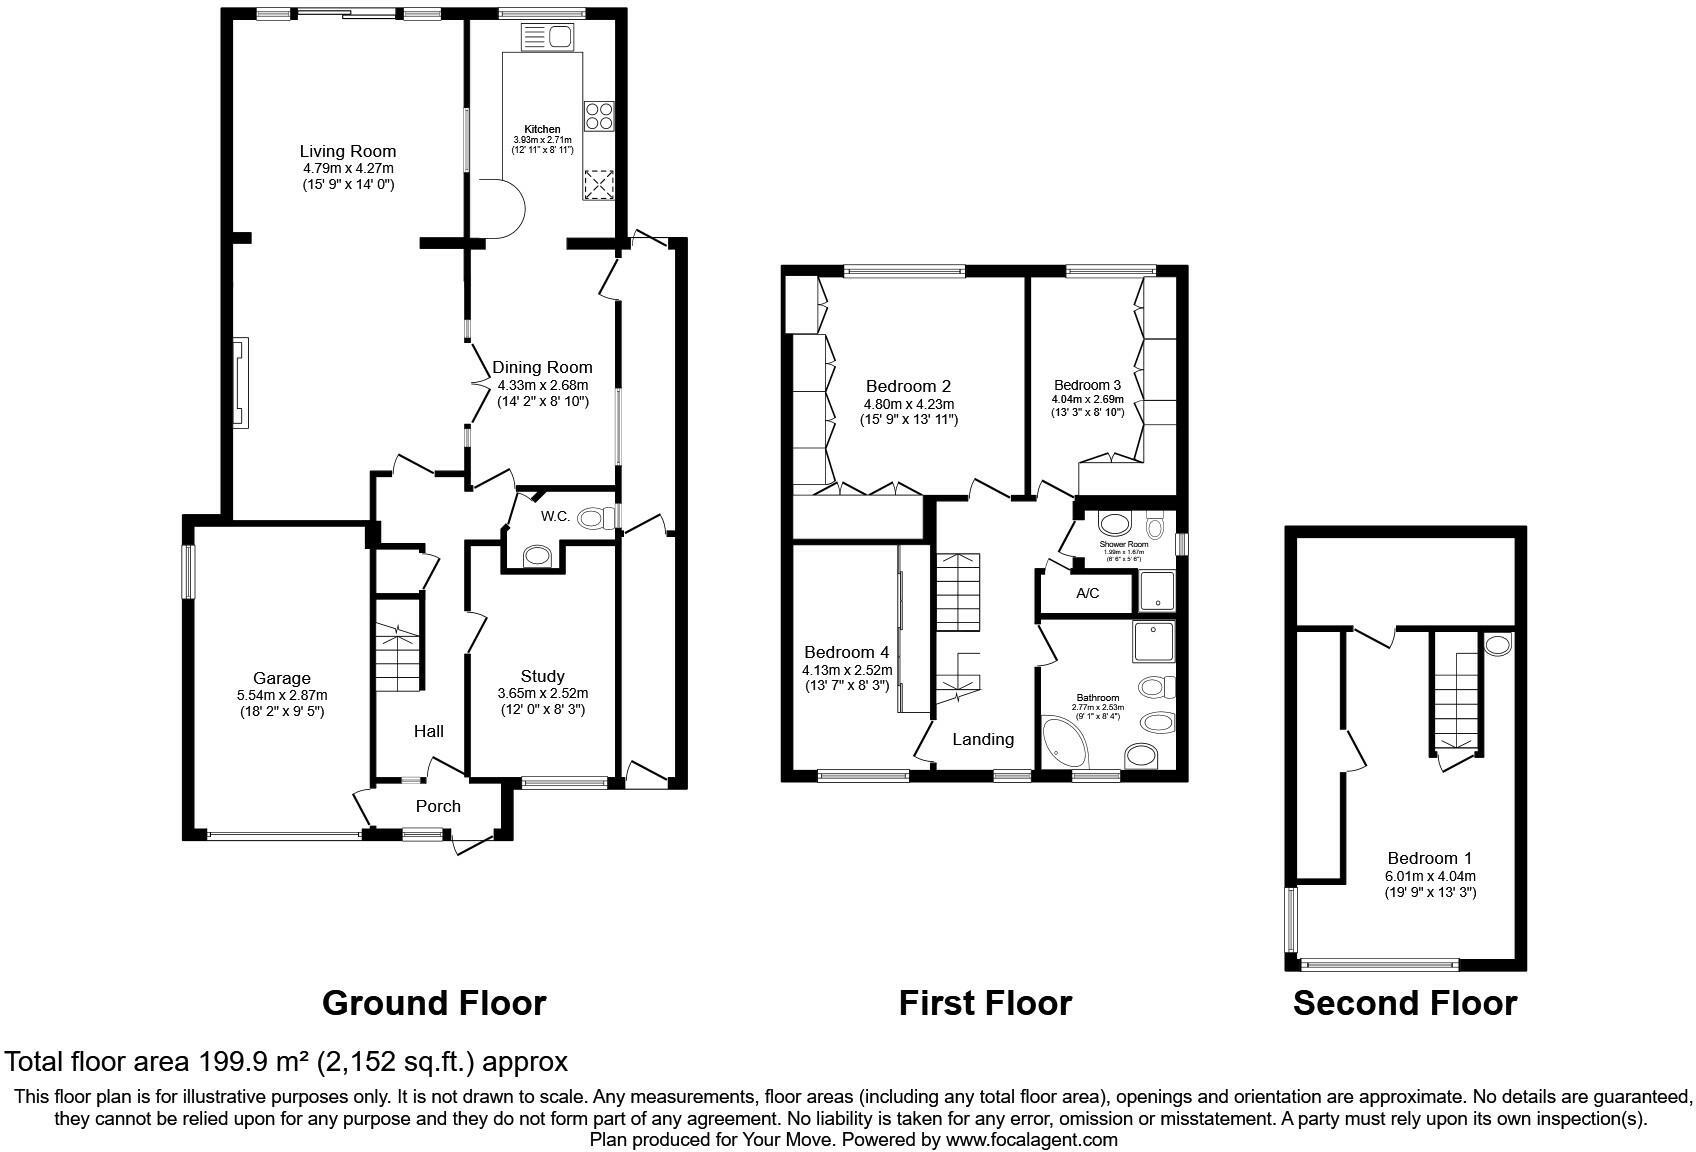 Living Room
4.79m x 4.27m
(15' 9" x 14' 0")
Kitchen
3.93m x 2.71m
(12' 11" x 8' 11")
Dining Room
4.33m x 2.68m
(14' 2" x 8' 10")
W.C.
Garage
5.54m x 2.87m
(18' 2" x 9' 5")
Study
3.65m x 2.52m
(12' 0" x 8' 3")
Hall
Porch
Ground Floor
Bedroom 2
4.80m x 4.23m
(15' 9" x 13' 11")
Bedroom 3
4.04m x 2.69m
(13' 3" x 8' 10")
Shower Room
1.99m x 1.67m
(6' 6" x 5' 6")
A/C
Bedroom 4
4.13m x 2.52m
(13' 7" x 8' 3")
Bathroom
2.77m x 2.53m
(9' 1" x 8' 4")
Landing
First Floor
Bedroom 1
6.01m x 4.04m
(19' 9" x 13' 3")
Second Floor
Total floor area 199.9 m² (2,152 sq.ft.) approx
This floor plan is for illustrative purposes only. It is not drawn to scale. Any measurements, floor areas (including any total floor area), openings and orientation are approximate. No details are guaranteed,
they cannot be relied upon for any purpose and they do not form part of any agreement. No liability is taken for any error, omission or misstatement. A party must rely upon its own inspection(s).
Plan produced for Your Move. Powered by www.focalagent.com